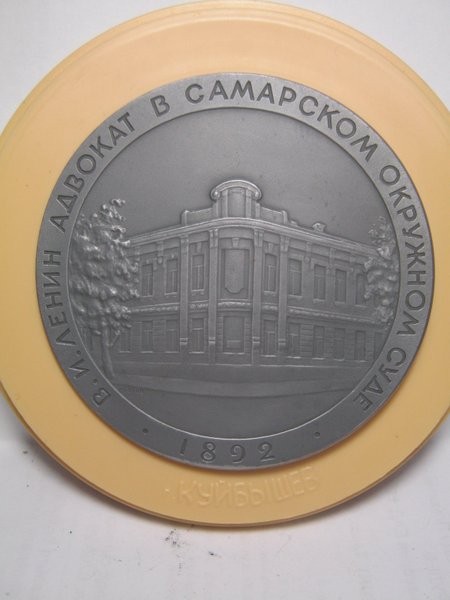 В. И. ЛЕНИН АДВОКАТ В САМАРСКОМ ОКРУЖНОМ СУДЕ
· 1892 ·
КУЙБЫШЕВ